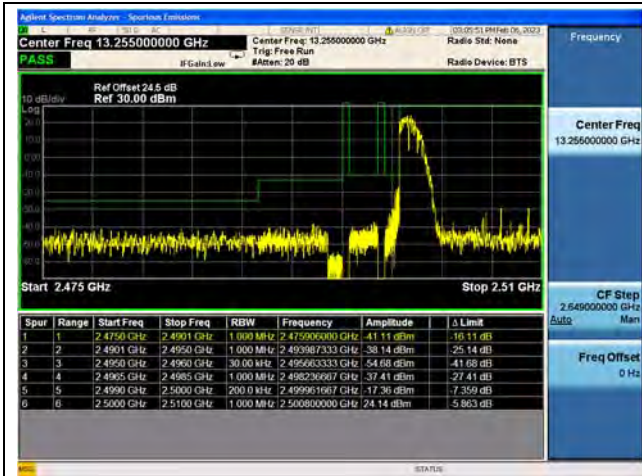 Agilent Spectrum Analyzer - Spurious Emissions
SENSE:INT
03:05:51 PM Feb 06, 2023
Frequency
Center Freq 13.255000000 GHz
Center Freq: 13.255000000 GHz
Radio Std: None
Trig: Free Run
PASS
IFGain:Low
#Atten: 20 dB
Radio Device: BTS
Ref Offset 24.5 dB
10 dB/div
Ref 30.00 dBm
Log
Center Freq
13.255000000 GHz
Start 2.475 GHz
Stop 2.51 GHz
CF Step
2.649000000 GHz
Auto Man
Spur Range Start Freq Stop Freq RBW Frequency Amplitude Δ Limit
1 1 2.4750 GHz 2.4901 GHz 1.000 MHz 2.475906000 GHz -41.11 dBm -16.11 dB
2 2 2.4901 GHz 2.4950 GHz 1.000 MHz 2.493987333 GHz -38.14 dBm -25.14 dB
3 3 2.4950 GHz 2.4960 GHz 30.00 kHz 2.495663333 GHz -54.68 dBm -41.68 dB
4 4 2.4965 GHz 2.4985 GHz 1.000 MHz 2.498236667 GHz -37.41 dBm -27.41 dB
5 5 2.4990 GHz 2.5000 GHz 200.0 kHz 2.499961667 GHz -17.36 dBm -7.359 dB
6 6 2.5000 GHz 2.5100 GHz 1.000 MHz 2.500800000 GHz 24.14 dBm -5.863 dB
Freq Offset
0 Hz
MSG
STATUS